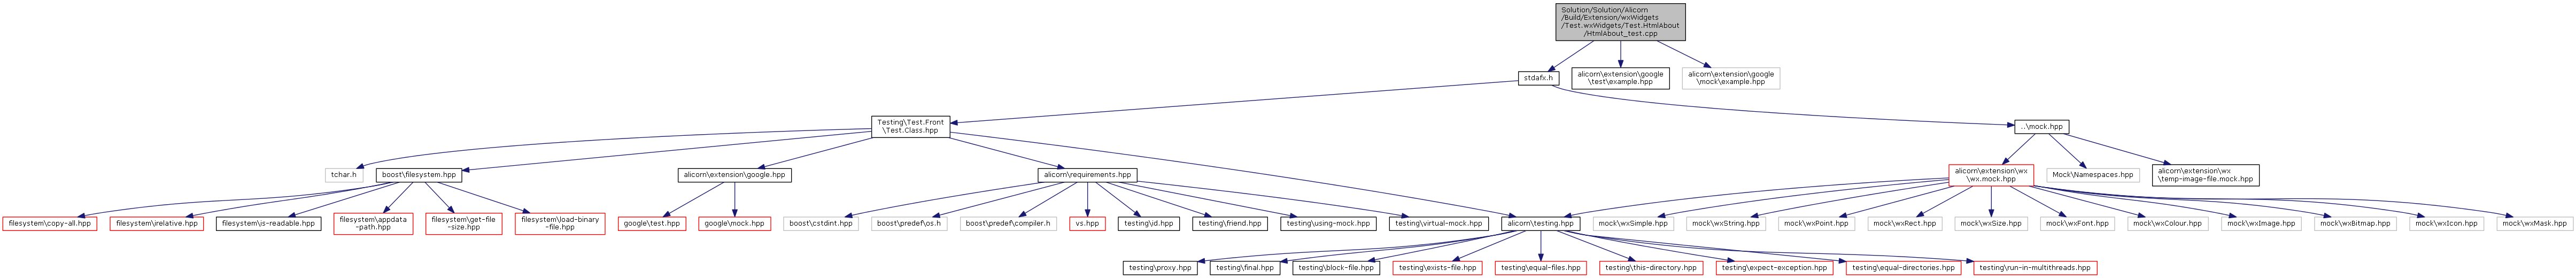 Solution/Solution/Alicorn
/Build/Extension/wxWidgets
/Test.wxWidgets/Test.HtmlAbout
/HtmlAbout_test.cpp
stdafx.h
alicorn\extension\google
\test\example.hpp
alicorn\extension\google
\mock\example.hpp
Testing\Test.Front
\Test.Class.hpp
..\mock.hpp
tchar.h
boost\filesystem.hpp
alicorn\extension\google.hpp
alicorn\requirements.hpp
alicorn\extension\wx
\wx.mock.hpp
Mock\Namespaces.hpp
alicorn\extension\wx
\temp-image-file.mock.hpp
filesystem\copy-all.hpp
filesystem\relative.hpp
filesystem\is-readable.hpp
filesystem\appdata
-path.hpp
filesystem\get-file
-size.hpp
filesystem\load-binary
-file.hpp
google\test.hpp
google\mock.hpp
boost\cstdint.hpp
boost\predef\os.h
boost\predef\compiler.h
vs.hpp
testing\id.hpp
testing\friend.hpp
testing\using-mock.hpp
testing\virtual-mock.hpp
alicorn\testing.hpp
mock\wxSimple.hpp
mock\wxString.hpp
mock\wxPoint.hpp
mock\wxRect.hpp
mock\wxSize.hpp
mock\wxFont.hpp
mock\wxColour.hpp
mock\wxImage.hpp
mock\wxBitmap.hpp
mock\wxIcon.hpp
mock\wxMask.hpp
testing\proxy.hpp
testing\final.hpp
testing\block-file.hpp
testing\exists-file.hpp
testing\equal-files.hpp
testing\this-directory.hpp
testing\expect-exception.hpp
testing\equal-directories.hpp
testing\run-in-multithreads.hpp